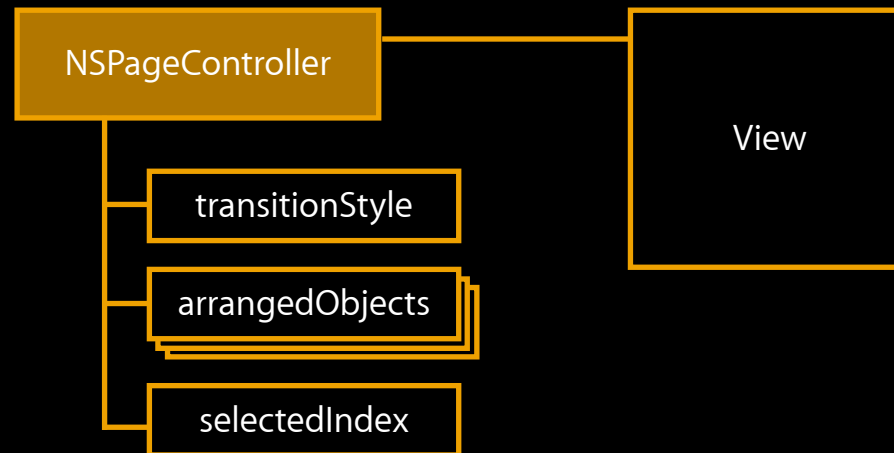 NSPageController
View
transitionStyle
arrangedObjects
selectedIndex